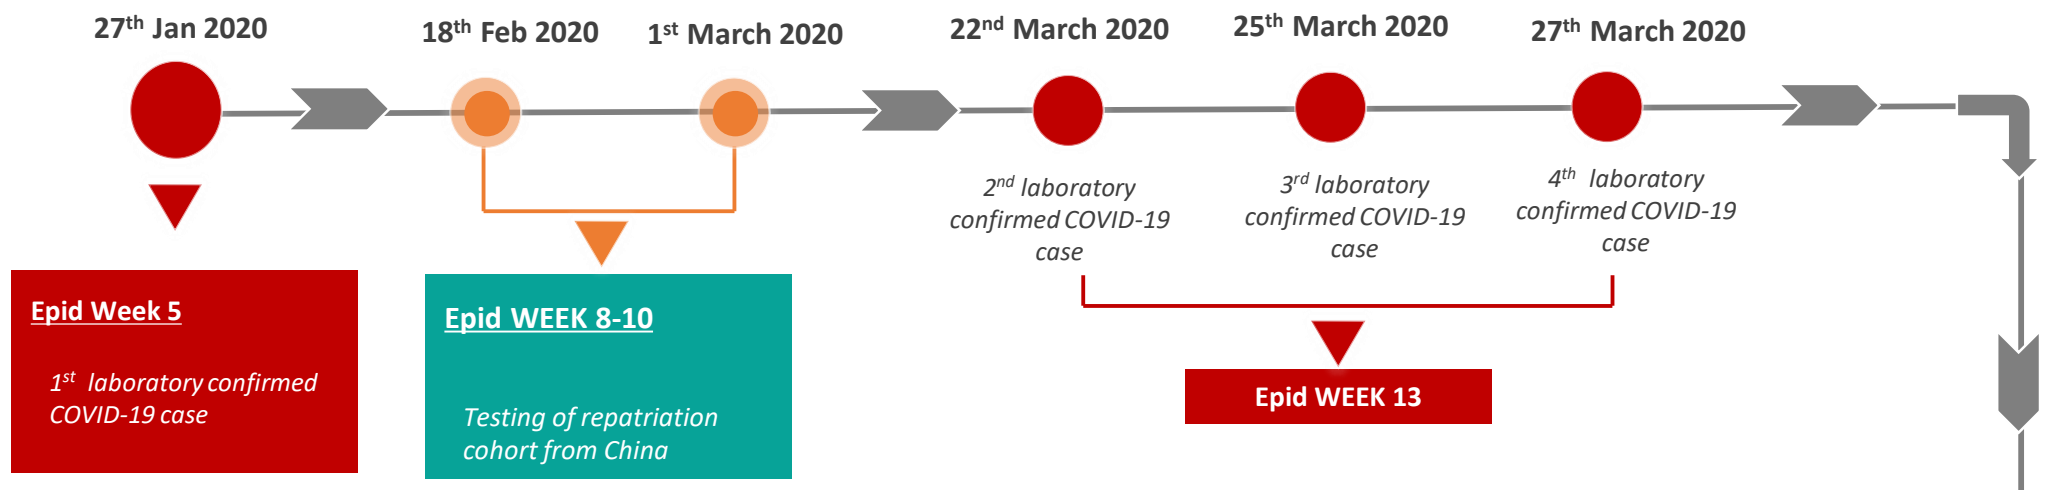 27th Jan 2020
18th Feb 2020
1st March 2020
22nd March 2020
25th March 2020
27th March 2020
2nd laboratory
confirmed COVID-19
case
3rd laboratory
confirmed COVID-19
case
4th laboratory
confirmed COVID-19
case
Epid Week 5
1st laboratory confirmed
COVID-19 case
Epid WEEK 8-10
Testing of repatriation
cohort from China
Epid WEEK 13